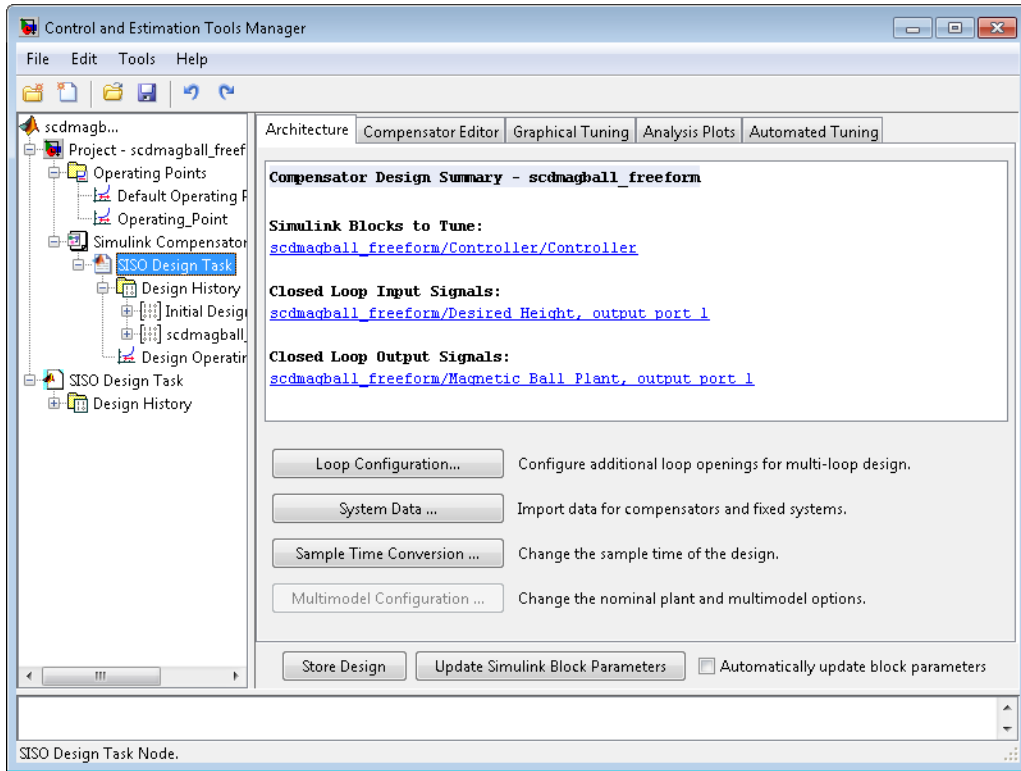 Control and Estimation Tools Manager
File Edit Tools Help
scdmagb...
Project - scdmagball_freef
Operating Points
Default Operating P
Operating_Point
Simulink Compensator
SISO Design Task
Design History
Initial Desig
scdmagball_
Design Operatin
SISO Design Task
Design History
Architecture Compensator Editor Graphical Tuning Analysis Plots Automated Tuning
Compensator Design Summary - scdmagball_freeform
Simulink Blocks to Tune:
scdmagball_freeform/Controller/Controller
Closed Loop Input Signals:
scdmagball_freeform/Desired Height, output port 1
Closed Loop Output Signals:
scdmagball_freeform/Magnetic Ball Plant, output port 1
Loop Configuration... Configure additional loop openings for multi-loop design.
System Data ... Import data for compensators and fixed systems.
Sample Time Conversion ... Change the sample time of the design.
Multimodel Configuration ... Change the nominal plant and multimodel options.
Store Design Update Simulink Block Parameters Automatically update block parameters
SISO Design Task Node.